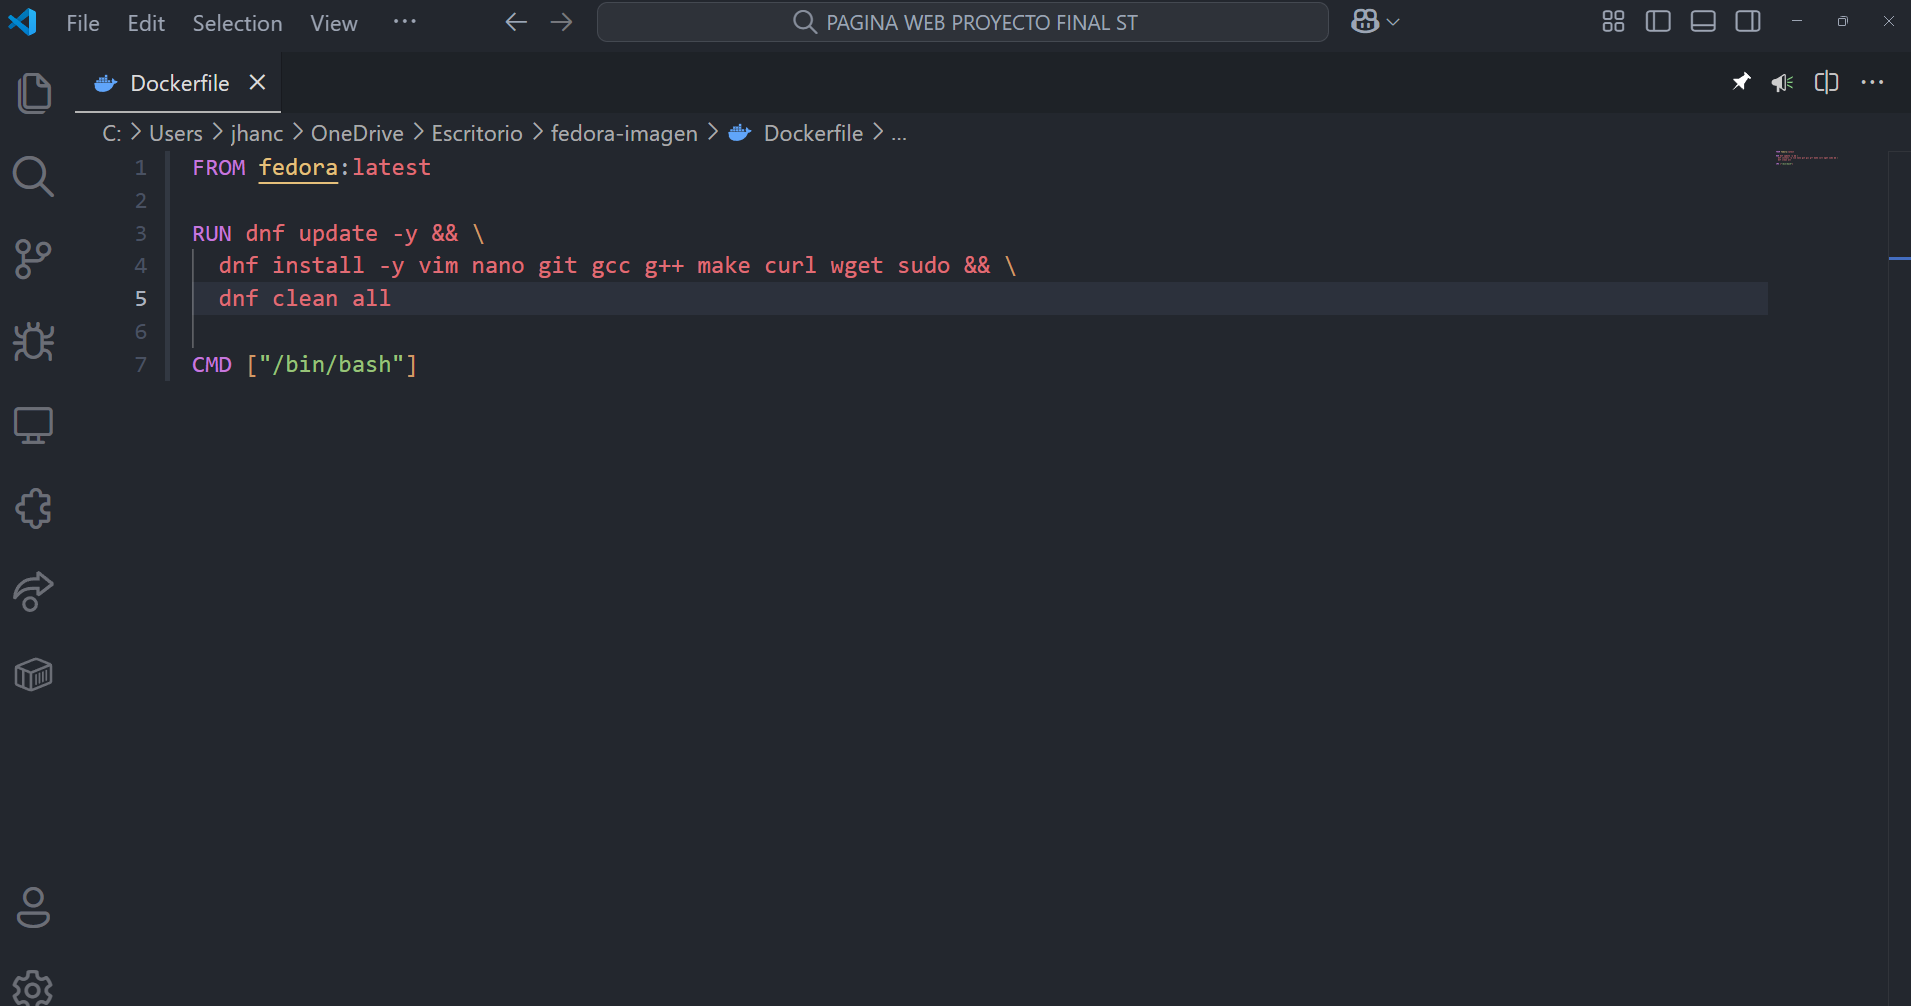 File Edit Selection View ···
PAGINA WEB PROYECTO FINAL ST
Dockerfile
C: > Users > jhanc > OneDrive > Escritorio > fedora-imagen > Dockerfile > ...
1 FROM fedora:latest
2
3 RUN dnf update -y && \
4 dnf install -y vim nano git gcc g++ make curl wget sudo && \
5 dnf clean all
6
7 CMD ["/bin/bash"]